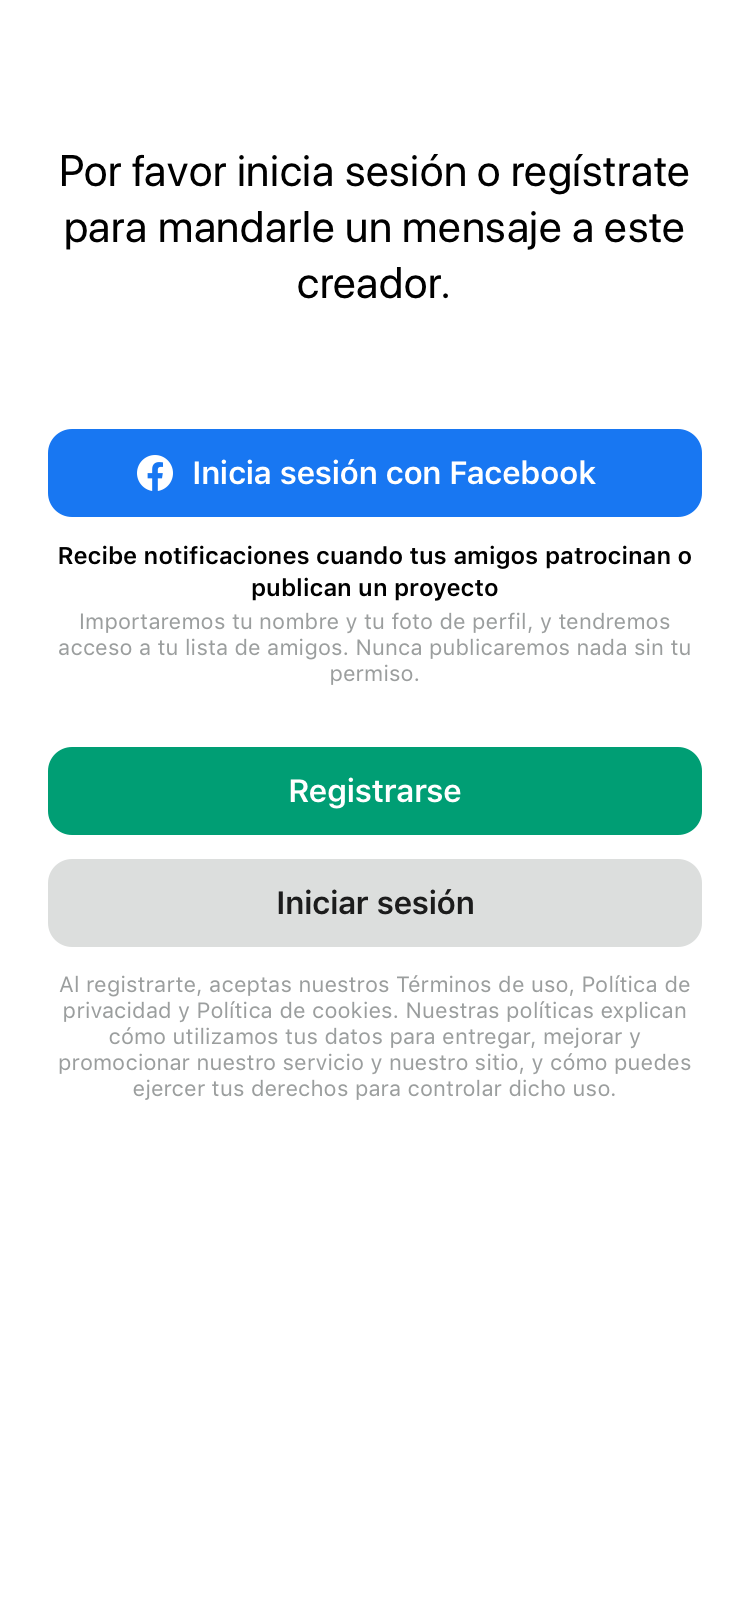 Por favor inicia sesión o regístrate
para mandarle un mensaje a este
creador.
Inicia sesión con Facebook
Recibe notificaciones cuando tus amigos patrocinan o
publican un proyecto
Importaremos tu nombre y tu foto de perfil, y tendremos
acceso a tu lista de amigos. Nunca publicaremos nada sin tu
permiso.
Registrarse
Iniciar sesión
Al registrarte, aceptas nuestros Términos de uso, Política de
privacidad y Política de cookies. Nuestras políticas explican
cómo utilizamos tus datos para entregar, mejorar y
promocionar nuestro servicio y nuestro sitio, y cómo puedes
ejercer tus derechos para controlar dicho uso.